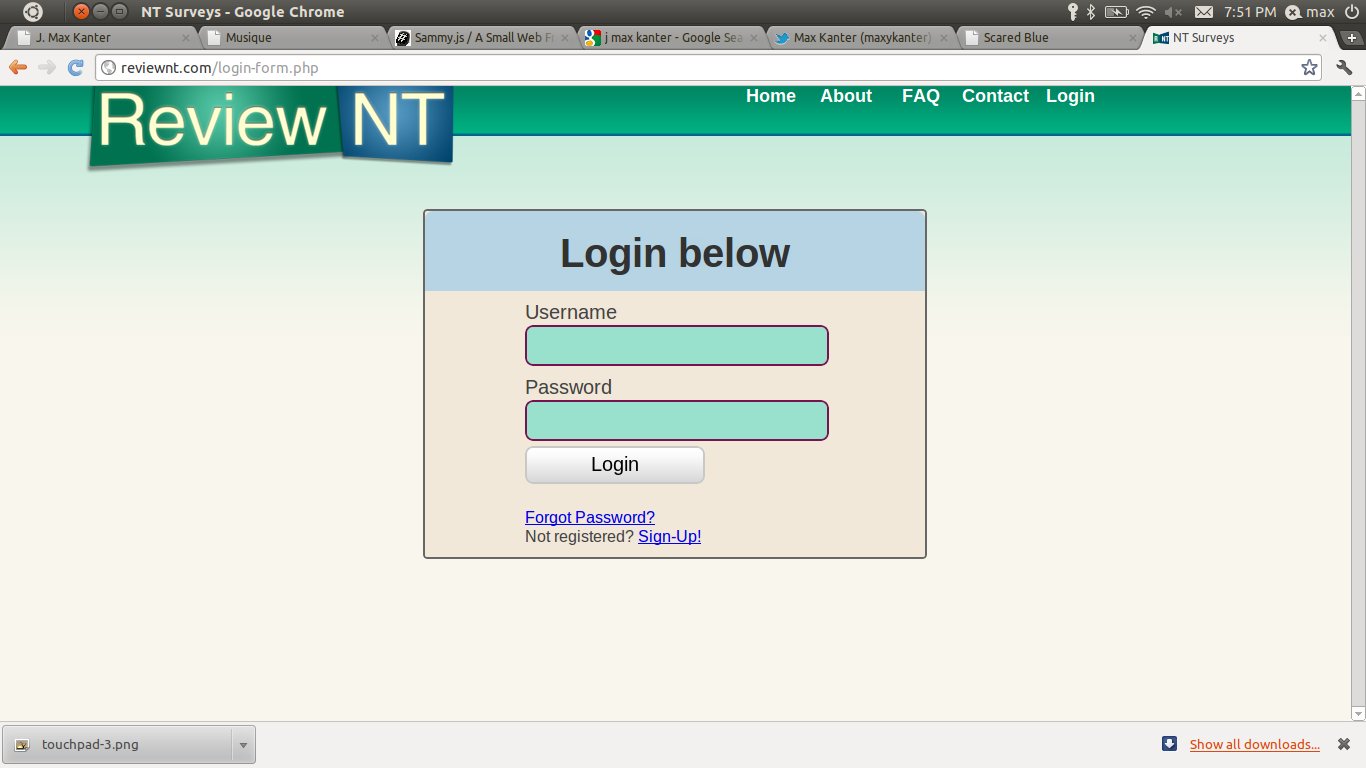 NT Surveys - Google Chrome
7:51 PM max
J. Max Kanter
Musique
Sammy.js / A Small Web Fr
j max kanter - Google Sea
Max Kanter (maxykanter)
Scared Blue
NT Surveys
reviewnt.com/login-form.php
Review NT
Home About FAQ Contact Login
Login below
Username
Password
Login
Forgot Password?
Not registered? Sign-Up!
touchpad-3.png
Show all downloads...